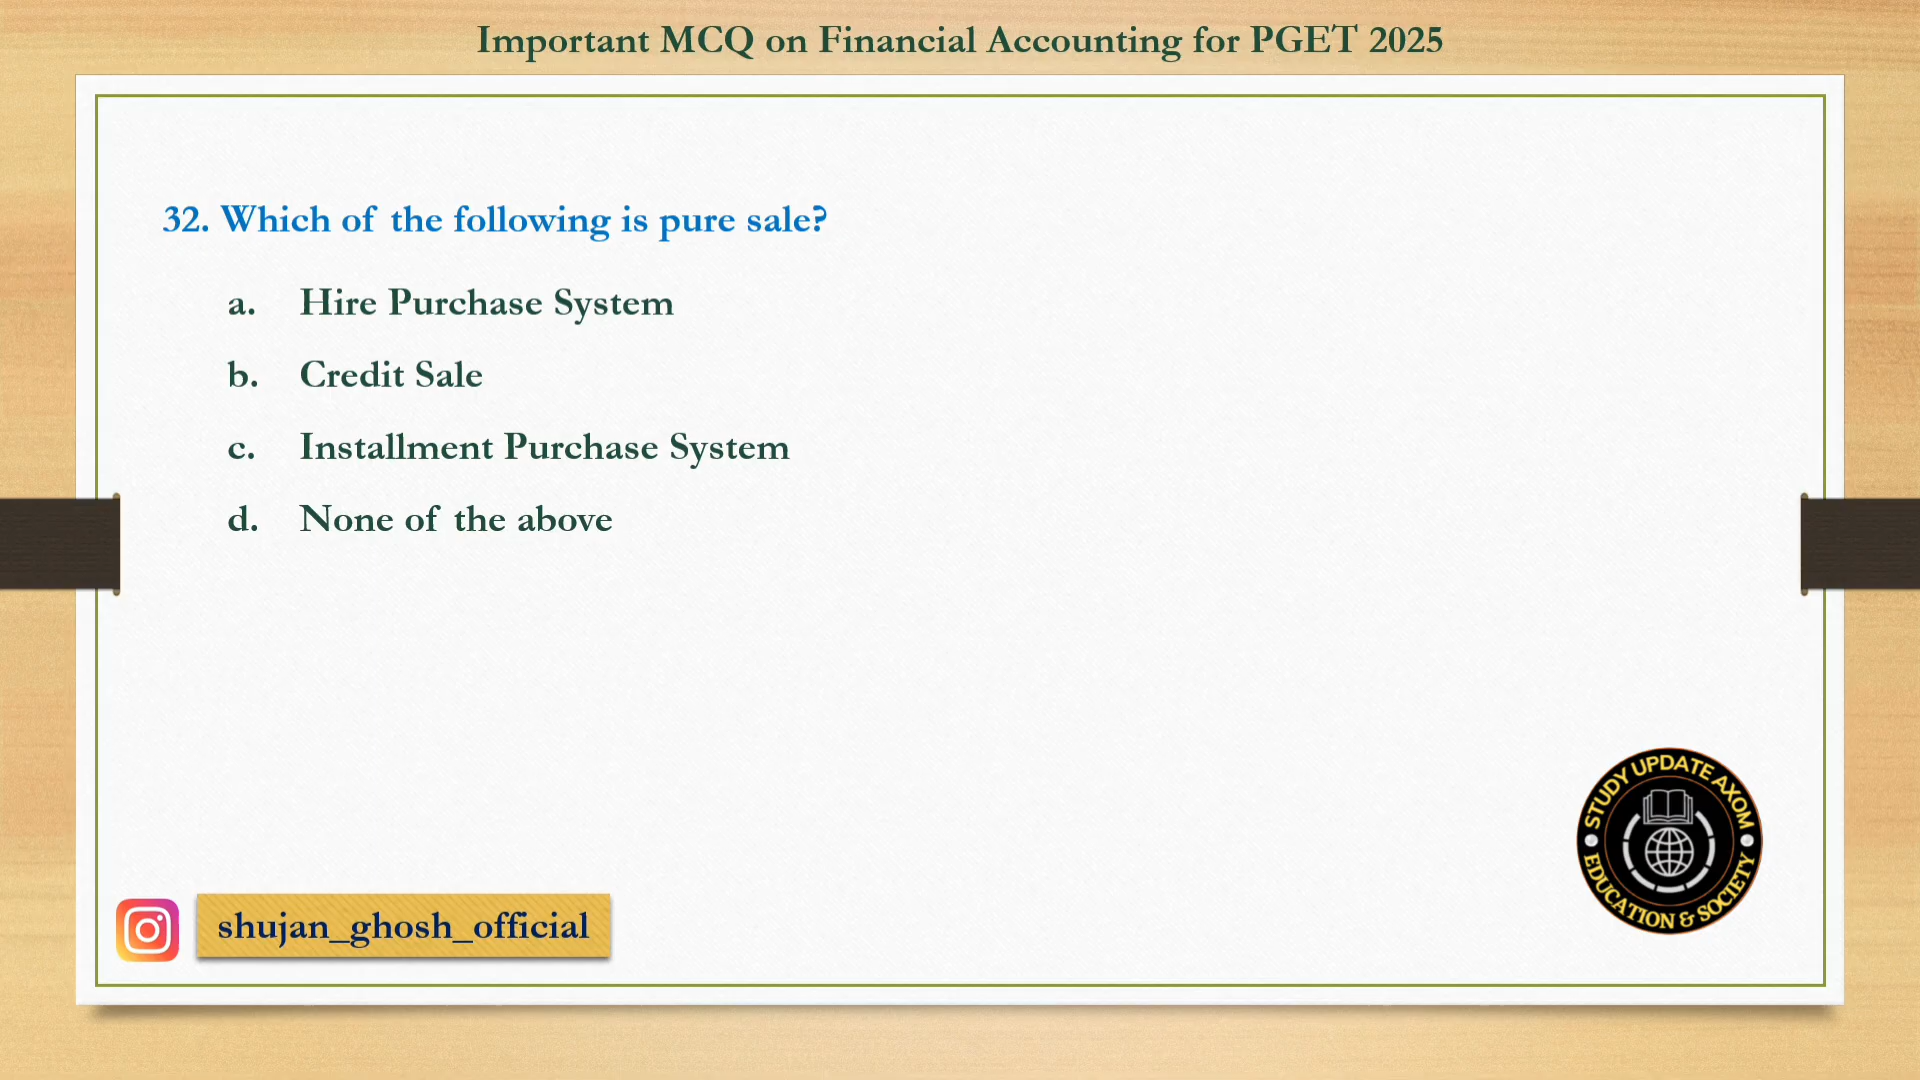 Important MCQ on Financial Accounting for PGET 2025
32. Which of the following is pure sale?
a. Hire Purchase System
b. Credit Sale
c. Installment Purchase System
d. None of the above
STUDY UPDATE AXOM
EDUCATION & SOCIETY
shujan_ghosh_official